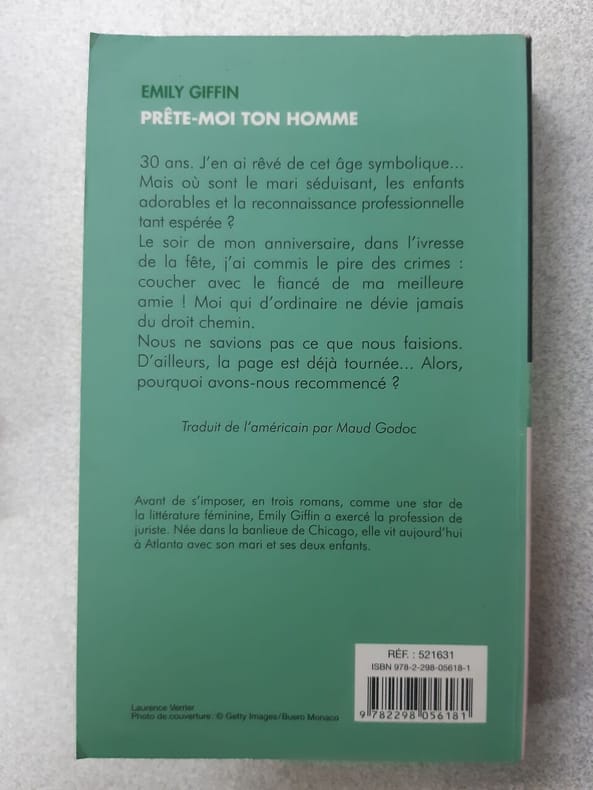 EMILY GIFFIN
PRÊTE-MOI TON HOMME
30 ans. J'en ai rêvé de cet âge symbolique...
Mais où sont le mari séduisant, les enfants
adorables et la reconnaissance professionnelle
tant espérée ?
Le soir de mon anniversaire, dans l'ivresse
de la fête, j'ai commis le pire des crimes :
coucher avec le fiancé de ma meilleure
amie ! Moi qui d'ordinaire ne dévie jamais
du droit chemin.
Nous ne savions pas ce que nous faisions.
D'ailleurs, la page est déjà tournée... Alors,
pourquoi avons-nous recommencé ?
Traduit de l'américain par Maud Godoc
Avant de s'imposer, en trois romans, comme une star de
la littérature féminine, Emily Giffin a exercé la profession de
juriste. Née dans la banlieue de Chicago, elle vit aujourd'hui
à Atlanta avec son mari et ses deux enfants.
RÉF. : 521631
ISBN 978-2-298-05618-1
9 782298 056181
Laurence Verrier
Photo de couverture : © Getty Images/Buero Monaco